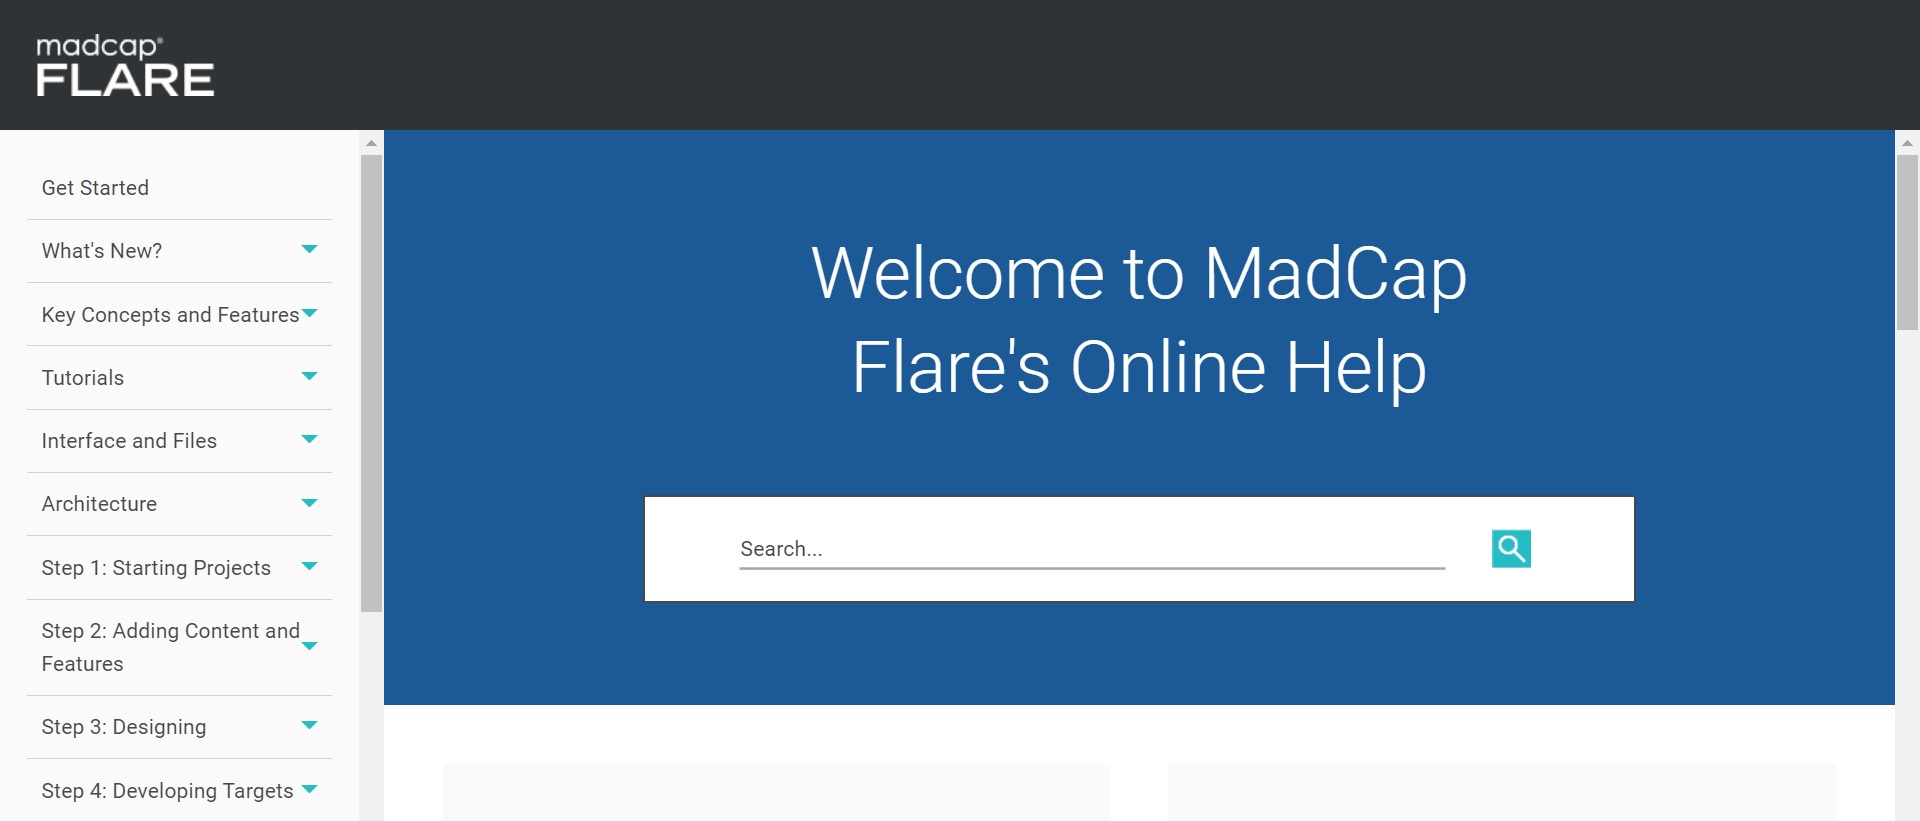 madcap®
FLARE
Get Started
What's New?
Key Concepts and Features
Tutorials
Interface and Files
Architecture
Step 1: Starting Projects
Step 2: Adding Content and
Features
Step 3: Designing
Step 4: Developing Targets
Welcome to MadCap
Flare's Online Help
Search...